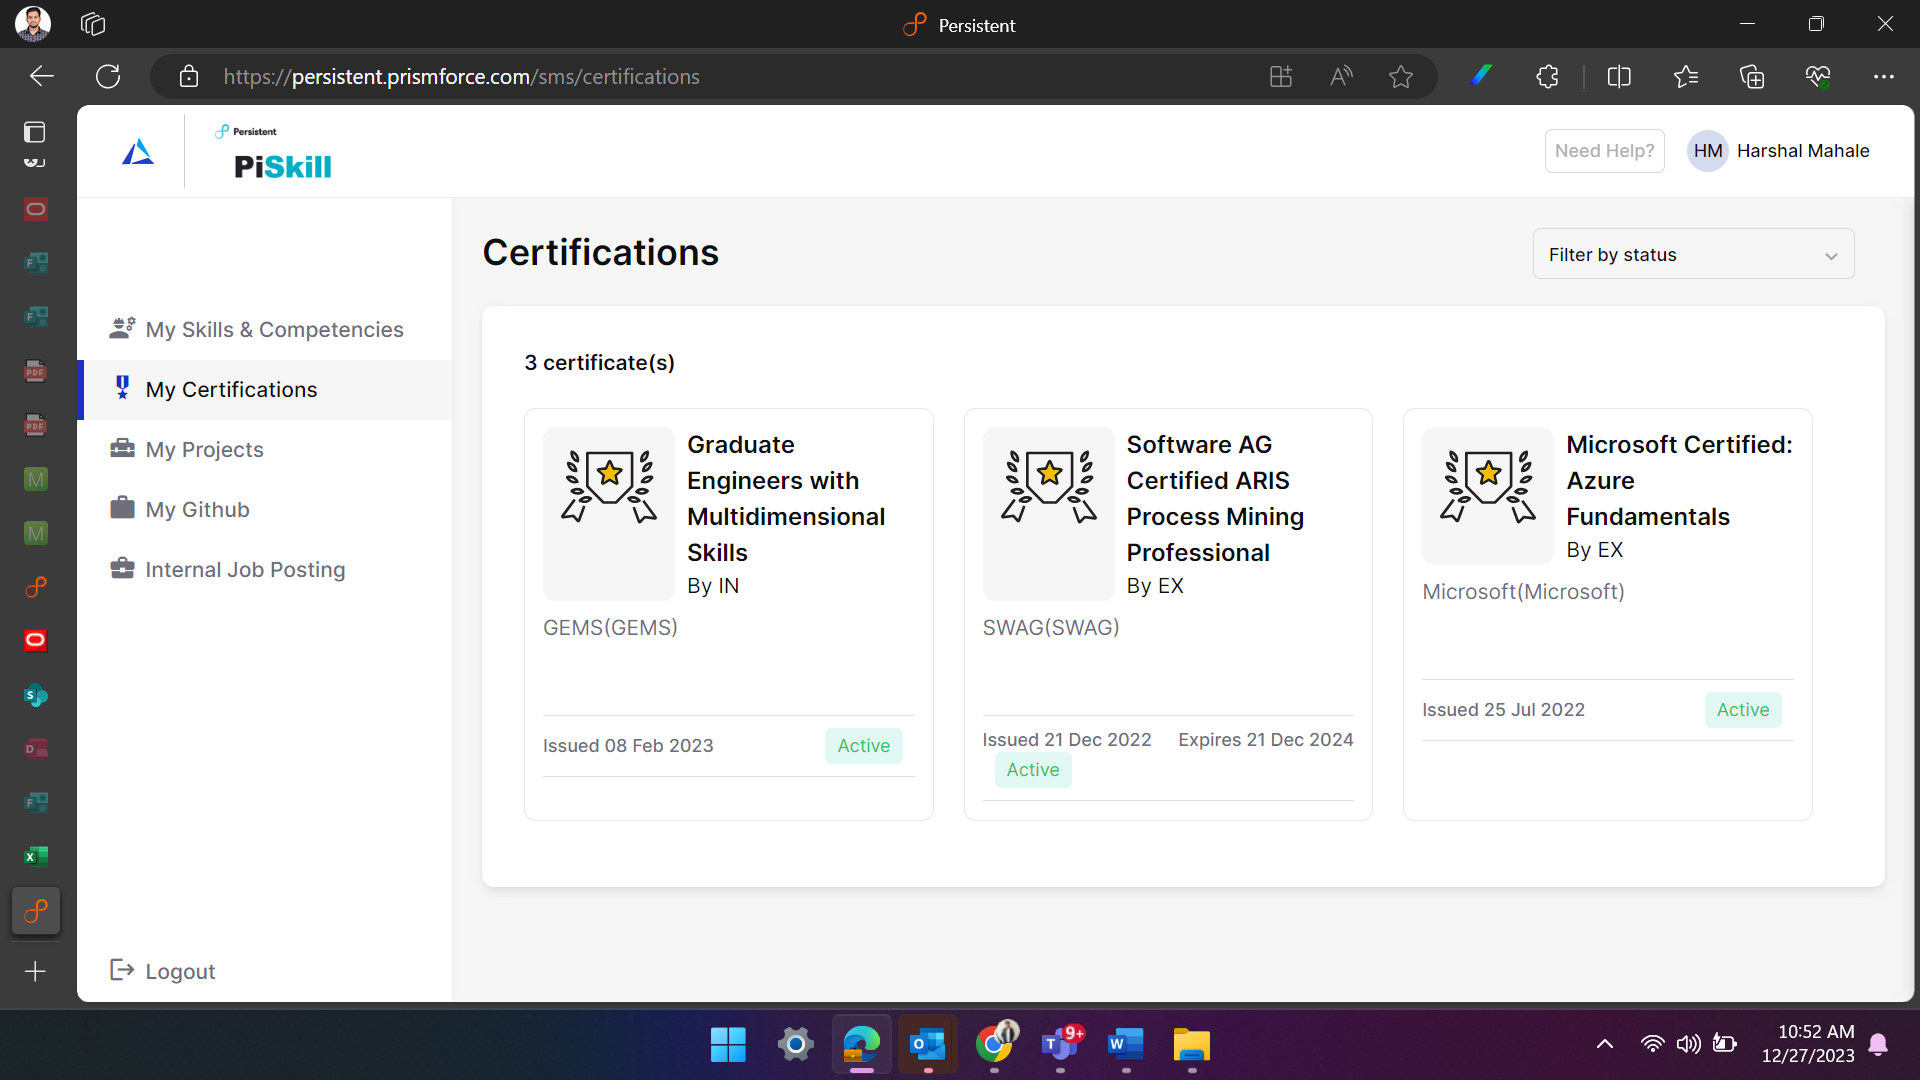 Persistent
https://persistent.prismforce.com/sms/certifications
Persistent
PiSkill
Need Help?
HM
Harshal Mahale
My Skills & Competencies
My Certifications
My Projects
My Github
Internal Job Posting
Logout
Certifications
Filter by status
3 certificate(s)
Graduate
Engineers with
Multidimensional
Skills
By IN
GEMS(GEMS)
Issued 08 Feb 2023
Active
Software AG
Certified ARIS
Process Mining
Professional
By EX
SWAG(SWAG)
Issued 21 Dec 2022
Expires 21 Dec 2024
Active
Microsoft Certified:
Azure
Fundamentals
By EX
Microsoft(Microsoft)
Issued 25 Jul 2022
Active
9+
10:52 AM
12/27/2023